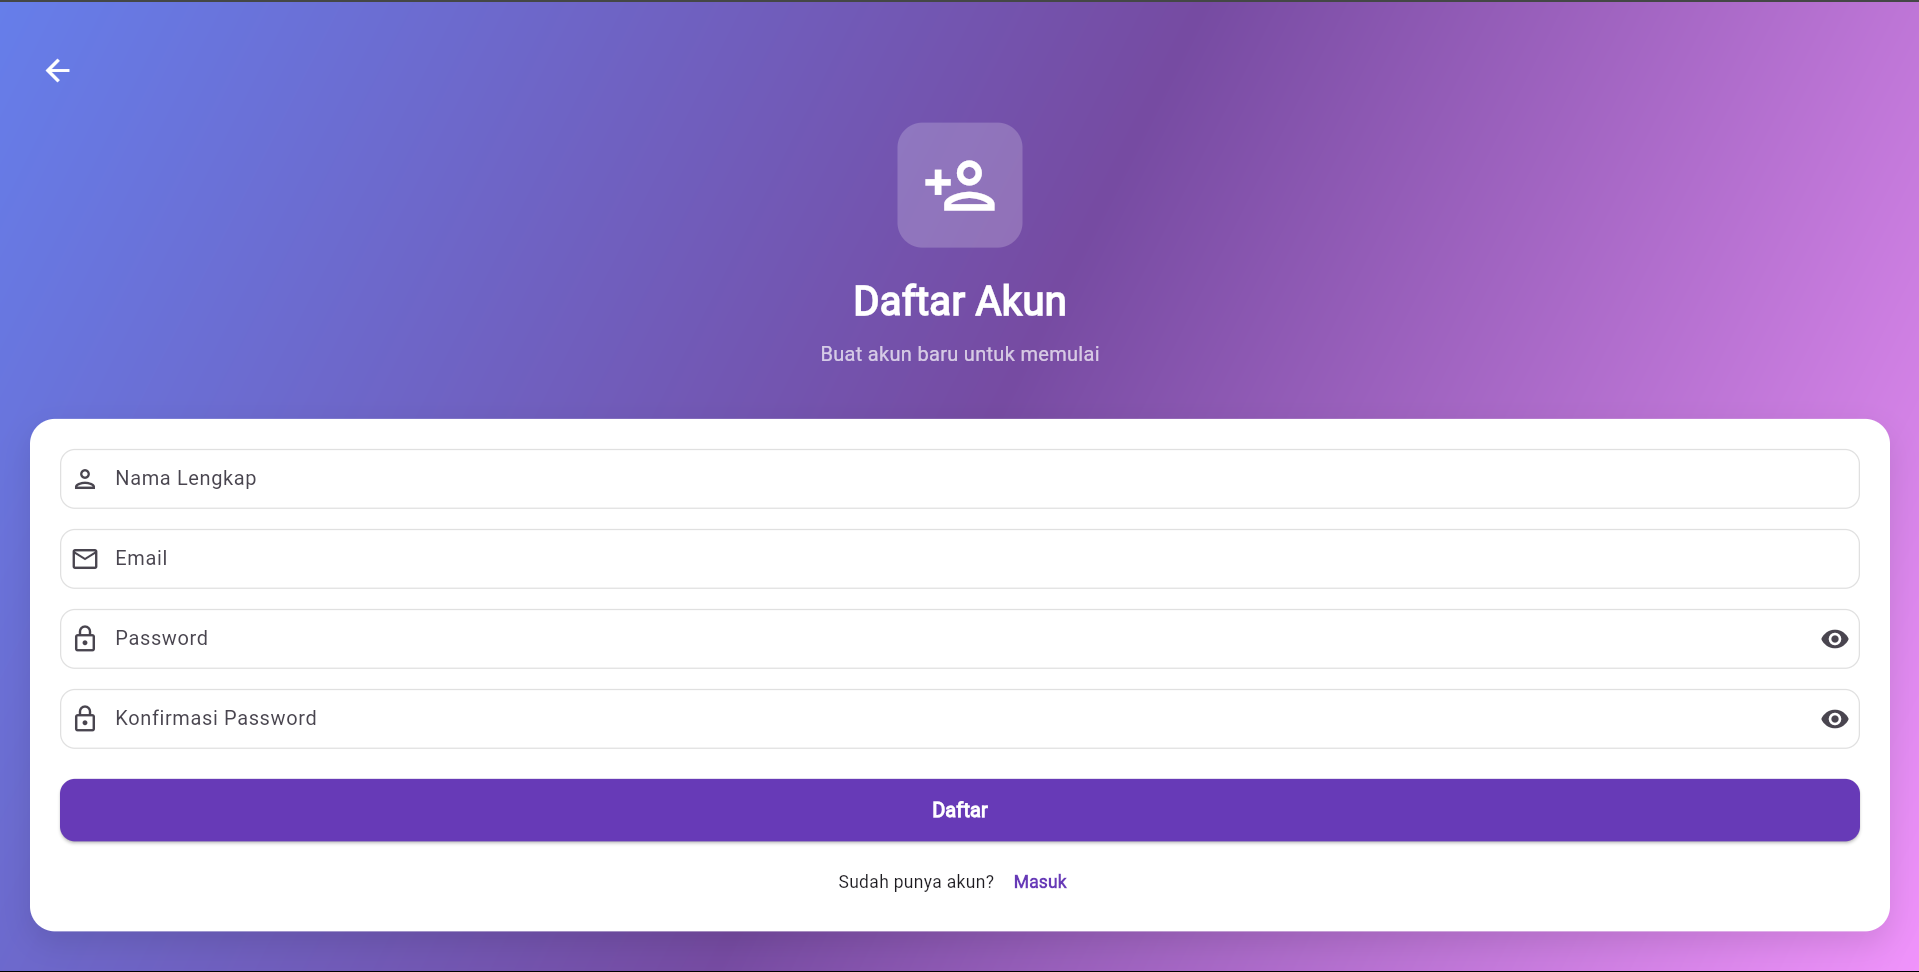 Daftar Akun
Buat akun baru untuk memulai
Nama Lengkap
Email
Password
Konfirmasi Password
Daftar
Sudah punya akun? Masuk